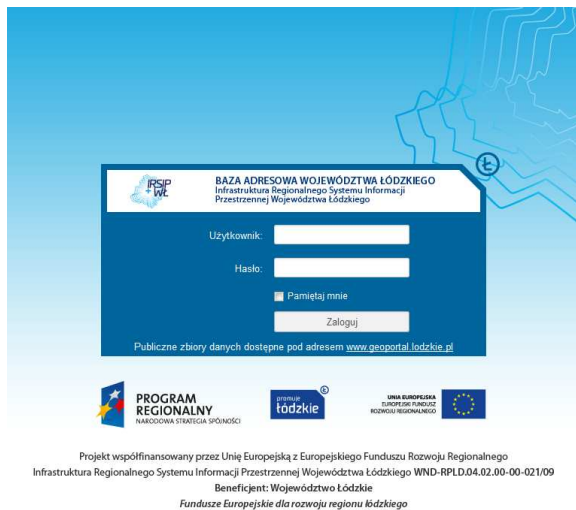 IRSIP
WŁ
BAZA ADRESOWA WOJEWÓDZTWA ŁÓDZKIEGO
Infrastruktura Regionalnego Systemu Informacji
Przestrzennej Województwa Łódzkiego
Użytkownik:
Hasło:
Pamiętaj mnie
Zaloguj
Publiczne zbiory danych dostępne pod adresem www.geoportal.lodzkie.pl
PROGRAM
REGIONALNY
NARODOWA STRATEGIA SPÓJNOŚCI
promuje
łódzkie
UNIA EUROPEJSKA
EUROPEJSKI FUNDUSZ
ROZWOJU REGIONALNEGO
Projekt współfinansowany przez Unię Europejską z Europejskiego Funduszu Rozwoju Regionalnego
Infrastruktura Regionalnego Systemu Informacji Przestrzennej Województwa Łódzkiego WND-RPLD.04.02.00-00-021/09
Beneficjent: Województwo Łódzkie
Fundusze Europejskie dla rozwoju regionu łódzkiego